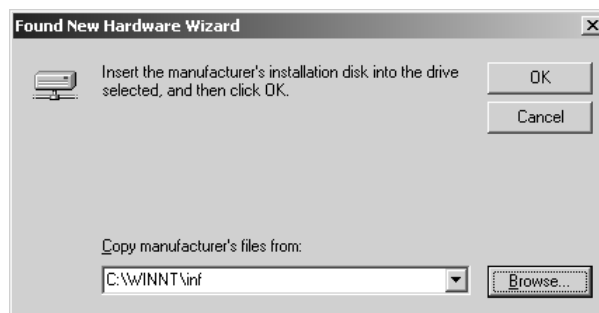 Found New Hardware Wizard
Insert the manufacturer's installation disk into the drive
selected, and then click OK.
OK
Cancel
Copy manufacturer's files from:
C:\WINNT\inf
Browse...